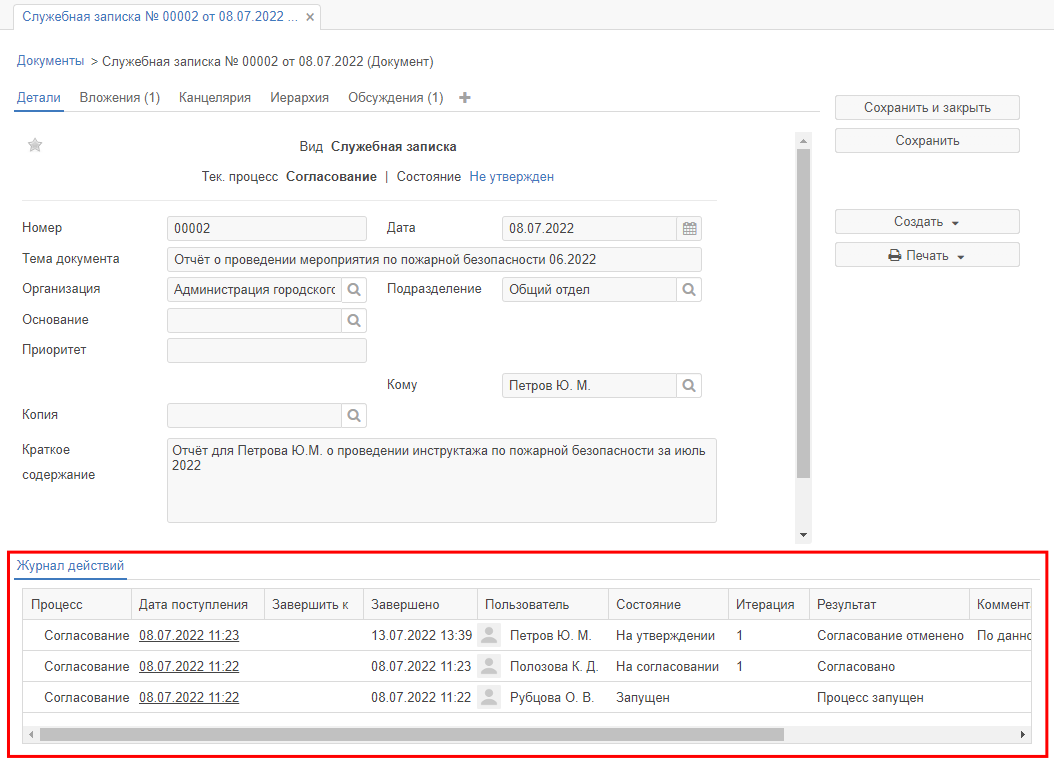 Служебная записка № 00002 от 08.07.2022 ... ×
Документы > Служебная записка № 00002 от 08.07.2022 (Документ)
Детали Вложения (1) Канцелярия Иерархия Обсуждения (1)
Сохранить и закрыть
Сохранить
Вид Служебная записка
Тек. процесс Согласование | Состояние Не утвержден
Создать
Печать
Номер 00002 Дата 08.07.2022
Тема документа Отчёт о проведении мероприятия по пожарной безопасности 06.2022
Организация Администрация городского Подразделение Общий отдел
Основание
Приоритет
Кому Петров Ю. М.
Копия
Краткое содержание
Отчёт для Петрова Ю.М. о проведении инструктажа по пожарной безопасности за июль
2022
Журнал действий
Процесс Дата поступления Завершить к Завершено Пользователь Состояние Итерация Результат Коммент
Согласование 08.07.2022 11:23 13.07.2022 13:39 Петров Ю. М. На утверждении 1 Согласование отменено По данно
Согласование 08.07.2022 11:22 08.07.2022 11:23 Полозова К. Д. На согласовании 1 Согласовано
Согласование 08.07.2022 11:22 08.07.2022 11:22 Рубцова О. В. Запущен Процесс запущен